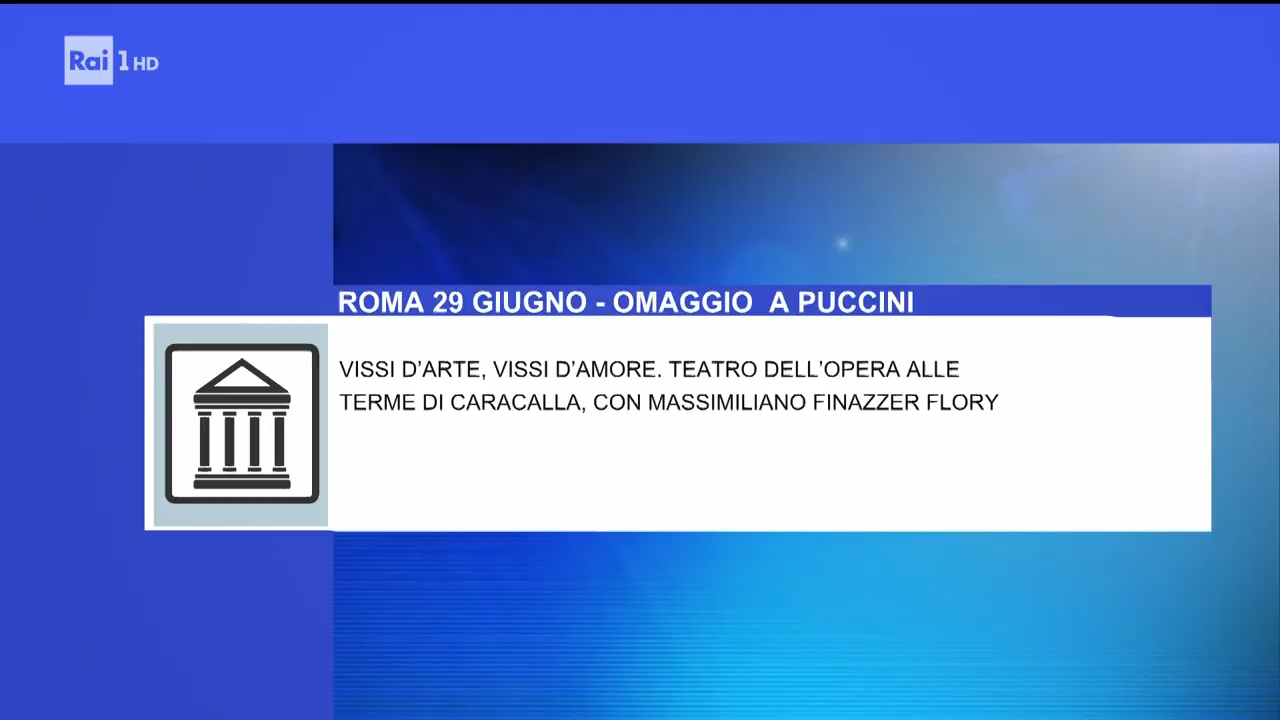 Rai 1 HD
ROMA 29 GIUGNO - OMAGGIO A PUCCINI
VISSI D'ARTE, VISSI D'AMORE. TEATRO DELL'OPERA ALLE
TERME DI CARACALLA, CON MASSIMILIANO FINAZZER FLORY